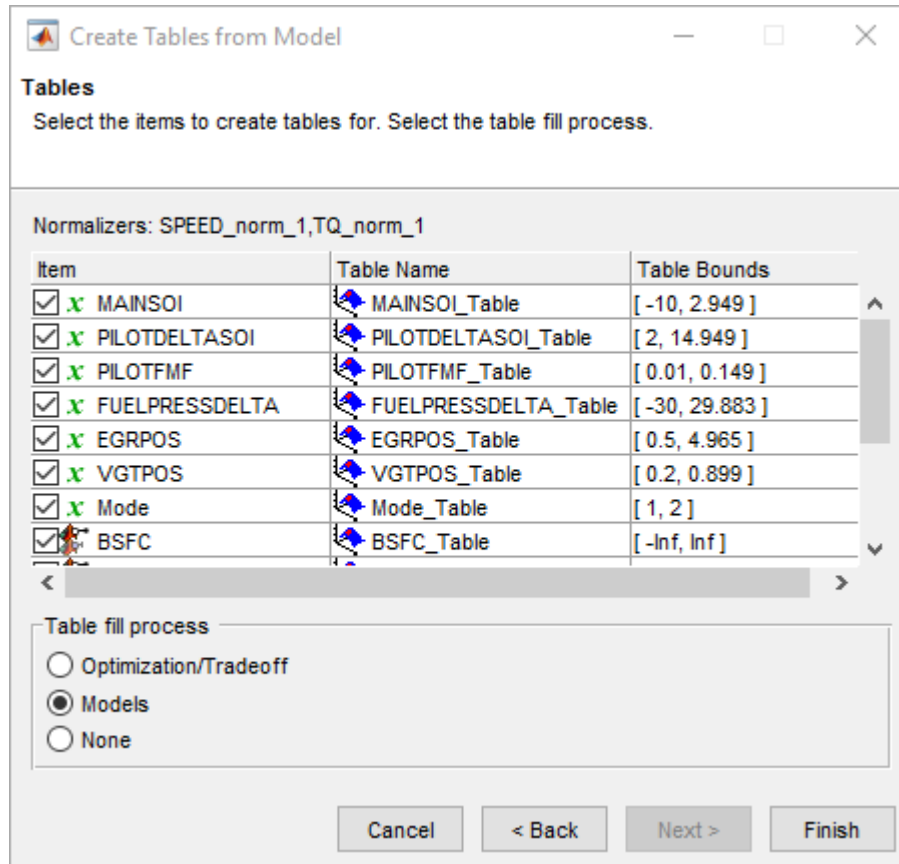 Create Tables from Model
Tables
Select the items to create tables for. Select the table fill process.
Normalizers: SPEED_norm_1,TQ_norm_1
Item Table Name Table Bounds
x MAINSOI MAINSOI_Table [ -10, 2.949 ]
x PILOTDELTASOI PILOTDELTASOI_Table [ 2, 14.949 ]
x PILOTFMF PILOTFMF_Table [ 0.01, 0.149 ]
x FUELPRESSDELTA FUELPRESSDELTA_Table [ -30, 29.883 ]
x EGRPOS EGRPOS_Table [ 0.5, 4.965 ]
x VGTPOS VGTPOS_Table [ 0.2, 0.899 ]
x Mode Mode_Table [ 1, 2 ]
BSFC BSFC_Table [ -Inf, Inf ]
Table fill process
Optimization/Tradeoff
Models
None
Cancel < Back Next > Finish